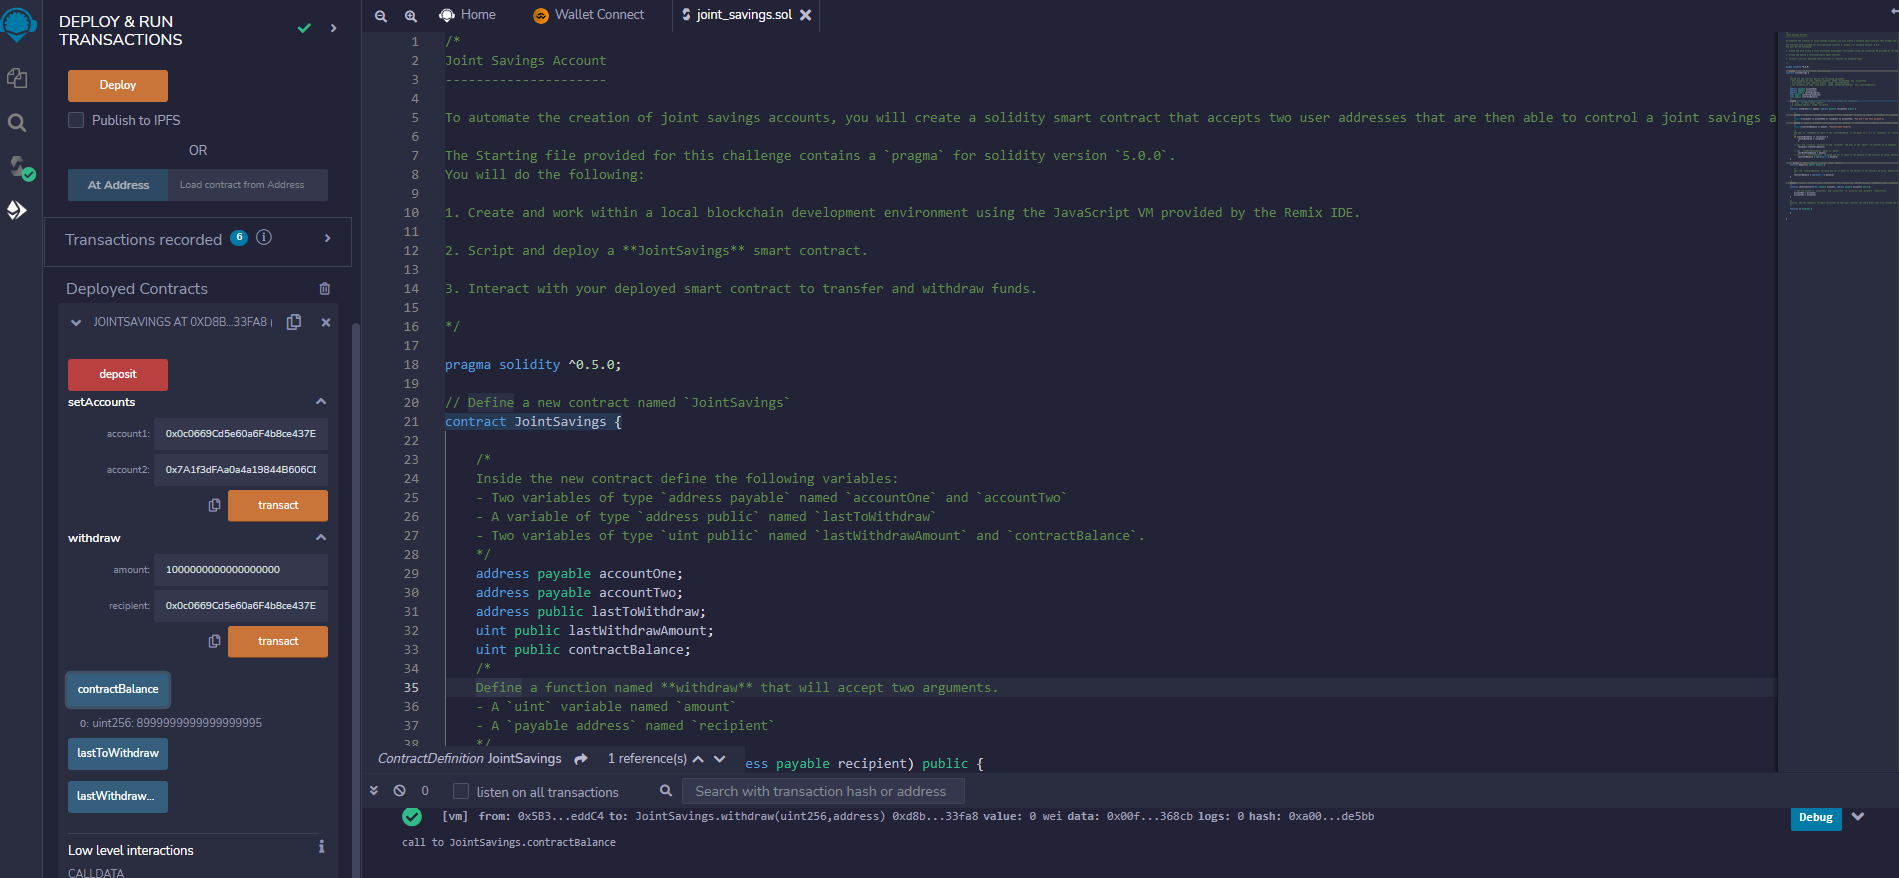 DEPLOY & RUN
TRANSACTIONS
Deploy
Publish to IPFS
OR
At Address
Load contract from Address
Transactions recorded 6
Deployed Contracts
JOINTSAVINGS AT 0XD8B...33FA8 (
deposit
setAccounts
account1: 0x0c0669Cd5e60a6F4b8ce437E
account2: 0x7A1f3dFAa0a4a19844B606CD
transact
withdraw
amount: 1000000000000000000
recipient: 0x0c0669Cd5e60a6F4b8ce437E
transact
contractBalance
0: uint256: 8999999999999999995
lastToWithdraw
lastWithdraw...
Low level interactions
CALLDATA
Home
Wallet Connect
joint_savings.sol
1 /*
2 Joint Savings Account
3 ---------------------
4
5 To automate the creation of joint savings accounts, you will create a solidity smart contract that accepts two user addresses that are then able to control a joint savings a
6
7 The Starting file provided for this challenge contains a `pragma` for solidity version `5.0.0`.
8 You will do the following:
9
10 1. Create and work within a local blockchain development environment using the JavaScript VM provided by the Remix IDE.
11
12 2. Script and deploy a **JointSavings** smart contract.
13
14 3. Interact with your deployed smart contract to transfer and withdraw funds.
15
16 */
17
18 pragma solidity ^0.5.0;
19
20 // Define a new contract named `JointSavings`
21 contract JointSavings {
22
23 /*
24 Inside the new contract define the following variables:
25 - Two variables of type `address payable` named `accountOne` and `accountTwo`
26 - A variable of type `address public` named `lastToWithdraw`
27 - Two variables of type `uint public` named `lastWithdrawAmount` and `contractBalance`.
28 */
29 address payable accountOne;
30 address payable accountTwo;
31 address public lastToWithdraw;
32 uint public lastWithdrawAmount;
33 uint public contractBalance;
34 /*
35 Define a function named **withdraw** that will accept two arguments.
36 - A `uint` variable named `amount`
37 - A `payable address` named `recipient`
38 */
ContractDefinition JointSavings 1 reference(s)
ess payable recipient) public {
0
listen on all transactions
Search with transaction hash or address
[vm] from: 0x5B3...eddC4 to: JointSavings.withdraw(uint256,address) 0xd8b...33fa8 value: 0 wei data: 0x00f...368cb logs: 0 hash: 0xa00...de5bb
Debug
call to JointSavings.contractBalance